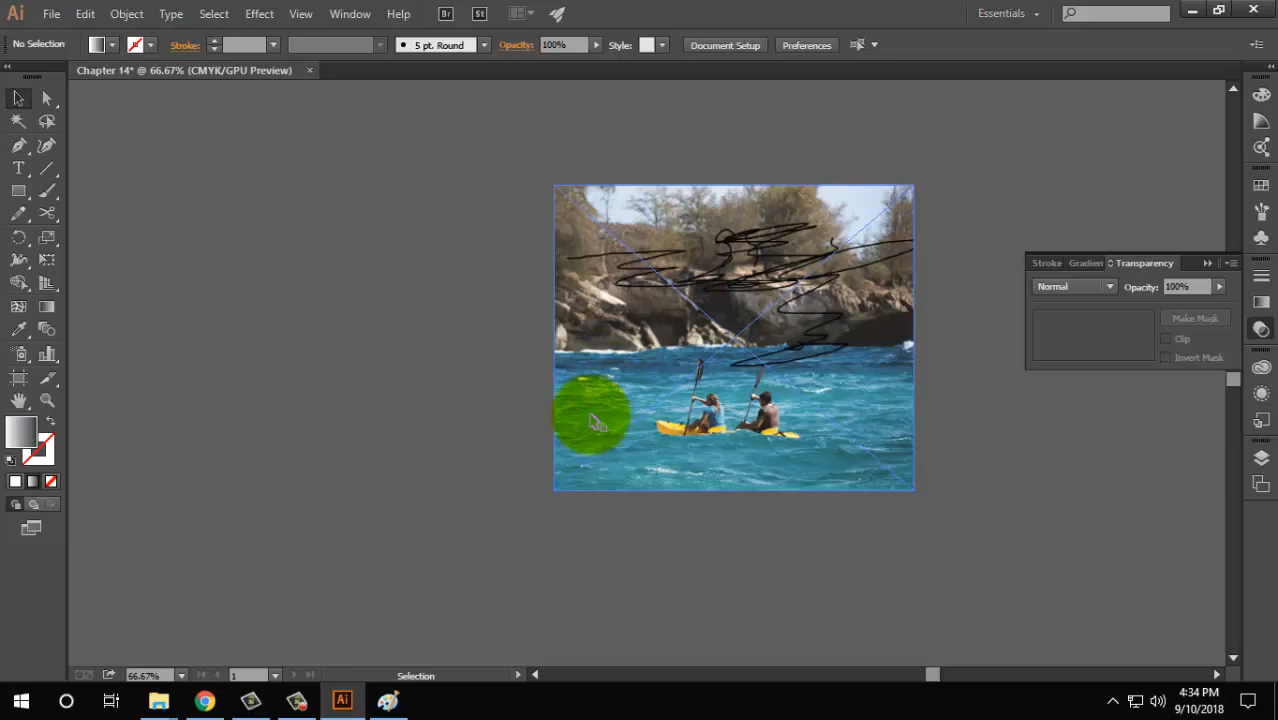 Ai File Edit Object Type Select Effect View Window Help Br St Essentials
No Selection Stroke: 5 pt. Round Opacity: 100% Style: Document Setup Preferences
Chapter 14* @ 66.67% (CMYK/GPU Preview) ×
Stroke Gradien Transparency
Normal Opacity: 100%
Make Mask
Clip
Invert Mask
66.67% 1 Selection
Ai
4:34 PM
9/10/2018